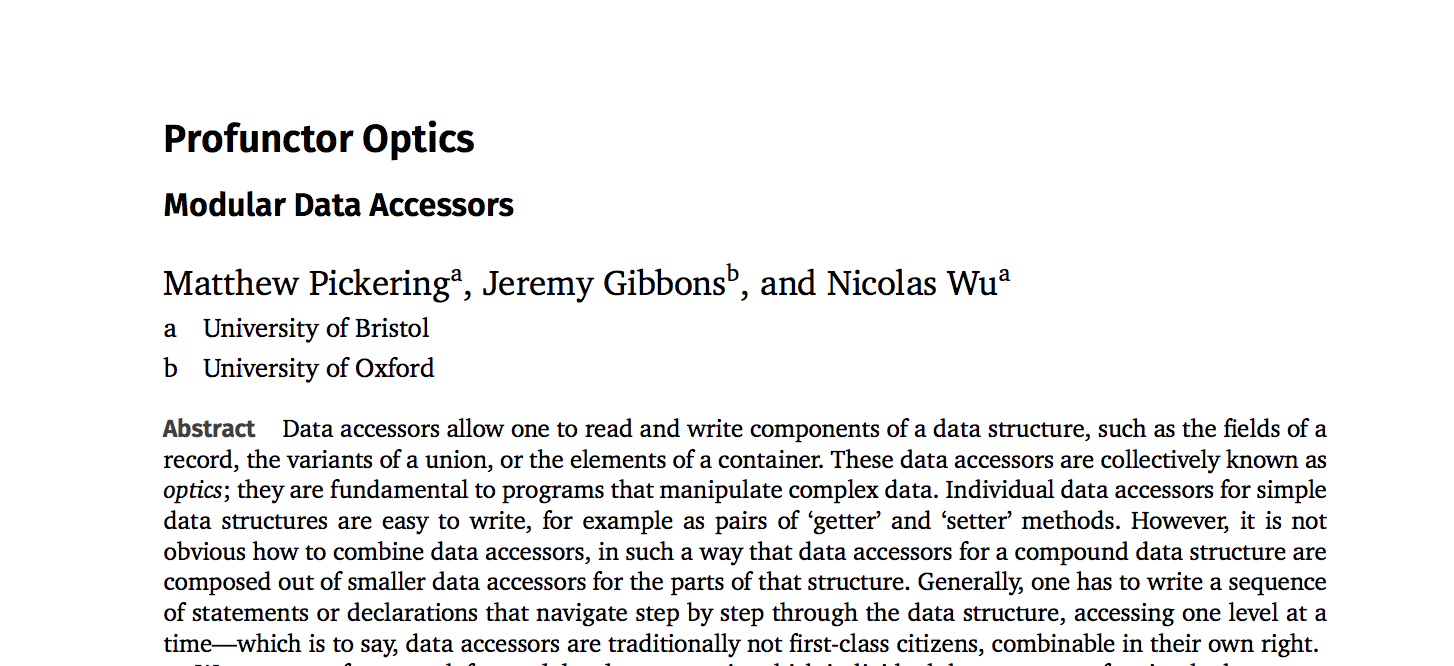 Profunctor Optics
Modular Data Accessors
Matthew Pickeringa, Jeremy Gibbonsb, and Nicolas Wua
a University of Bristol
b University of Oxford
Abstract Data accessors allow one to read and write components of a data structure, such as the fields of a
record, the variants of a union, or the elements of a container. These data accessors are collectively known as
optics; they are fundamental to programs that manipulate complex data. Individual data accessors for simple
data structures are easy to write, for example as pairs of ‘getter’ and ‘setter’ methods. However, it is not
obvious how to combine data accessors, in such a way that data accessors for a compound data structure are
composed out of smaller data accessors for the parts of that structure. Generally, one has to write a sequence
of statements or declarations that navigate step by step through the data structure, accessing one level at a
time—which is to say, data accessors are traditionally not first-class citizens, combinable in their own right.